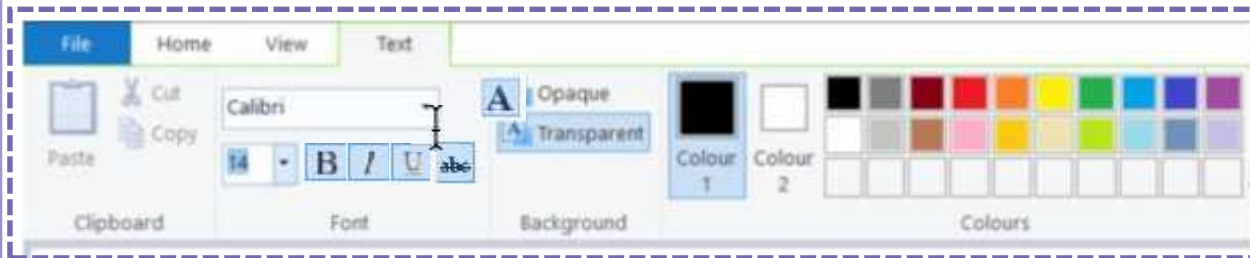 File Home View Text
Cut
Calibri
A Opaque
Copy
A Transparent
Paste
14 B I U abc
Colour 1
Colour 2
Clipboard Font Background Colours